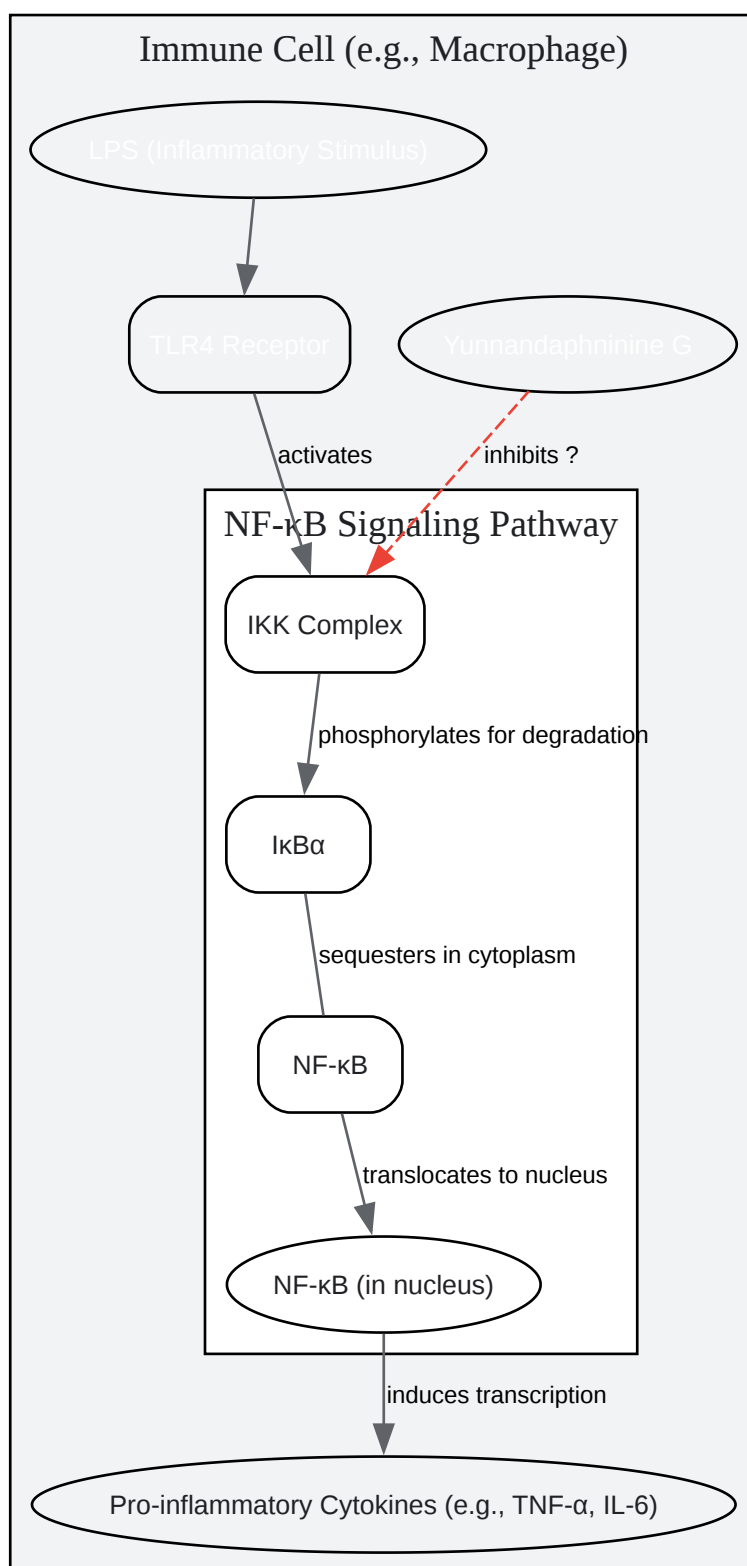 Immune Cell (e.g., Macrophage)
LPS (Inflammatory Stimulus)
TLR4 Receptor
Yunnandaphninine G
activates
inhibits ?
NF-κB Signaling Pathway
IKK Complex
phosphorylates for degradation
IκBα
sequesters in cytoplasm
NF-κB
translocates to nucleus
NF-κB (in nucleus)
induces transcription
Pro-inflammatory Cytokines (e.g., TNF-α, IL-6)